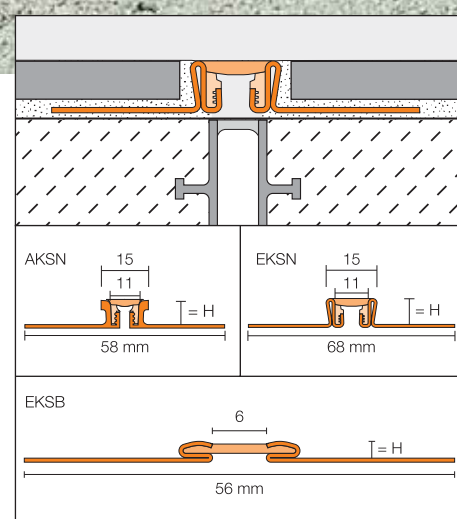 AKSN
15
11
= H
58 mm
EKSN
15
11
= H
68 mm
EKSB
6
= H
56 mm